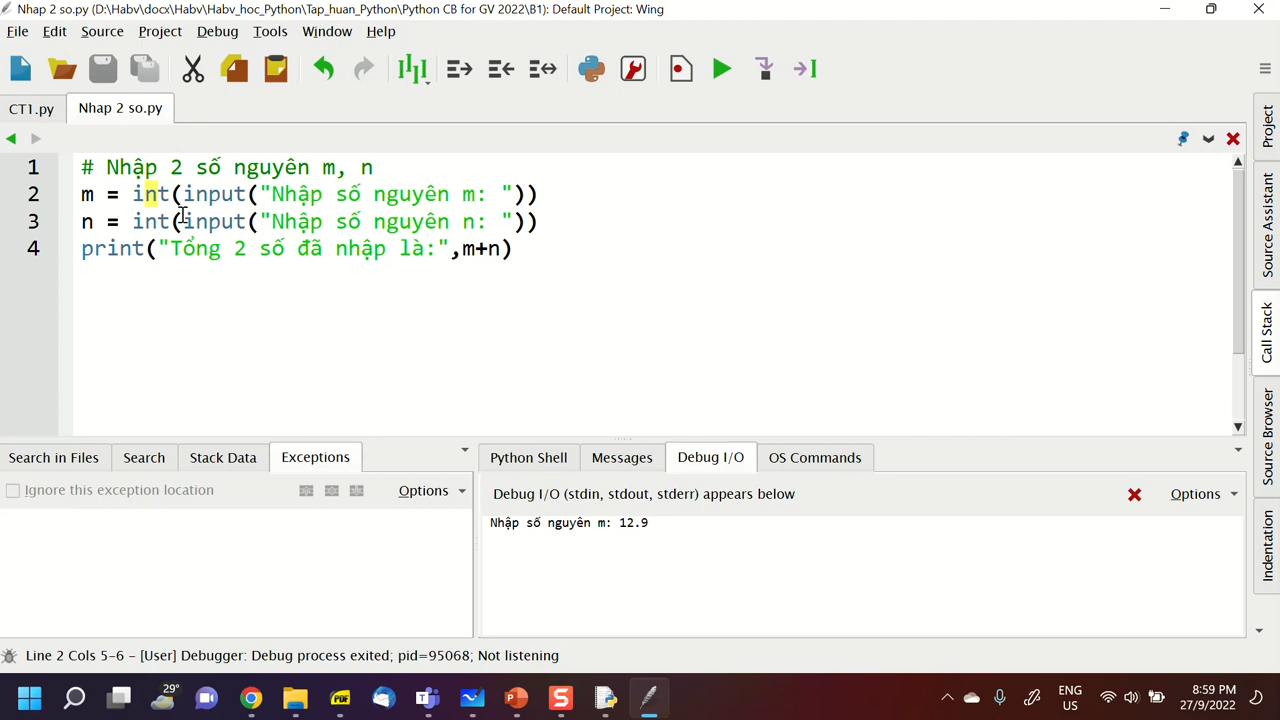 Nhap 2 so.py (D:\Habv\docx\Habv\Habv_hoc_Python\Tap_huan_Python\Python CB for GV 2022\B1): Default Project: Wing
File Edit Source Project Debug Tools Window Help
CT1.py Nhap 2 so.py
1 # Nhập 2 số nguyên m, n
2 m = int(input("Nhập số nguyên m: "))
3 n = int(input("Nhập số nguyên n: "))
4 print("Tổng 2 số đã nhập là:",m+n)
Project
Source Assistant
Call Stack
Source Browser
Indentation
Search in Files Search Stack Data Exceptions
Ignore this exception location Options
Python Shell Messages Debug I/O OS Commands
Debug I/O (stdin, stdout, stderr) appears below Options
Nhập số nguyên m: 12.9
Line 2 Cols 5-6 – [User] Debugger: Debug process exited; pid=95068; Not listening
29°
PDF
ENG
US
8:59 PM
27/9/2022